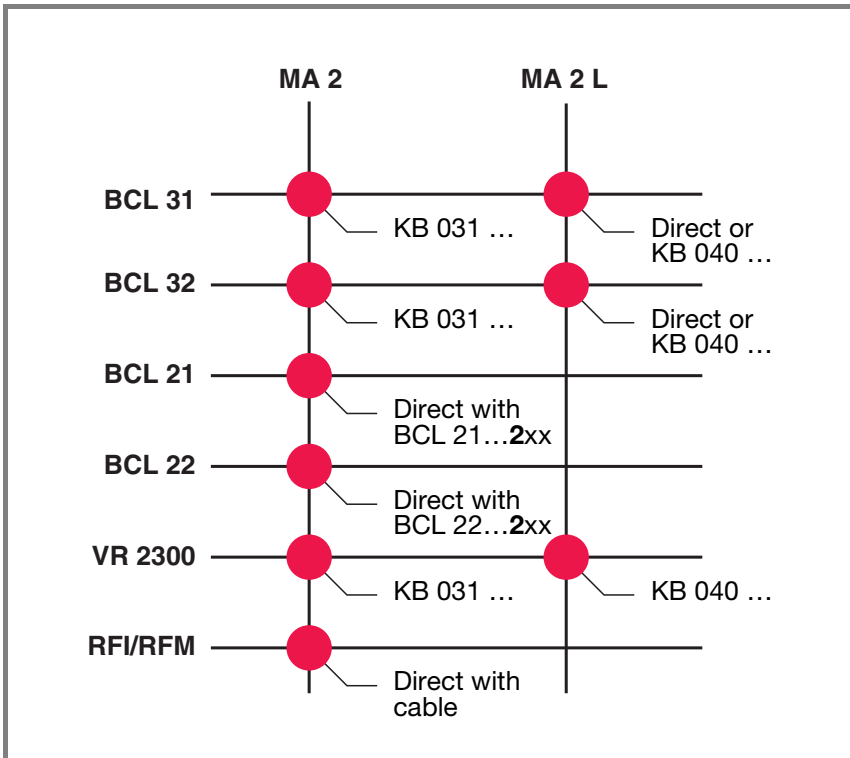 MA 2 MA 2 L
BCL 31
KB 031 … Direct or
KB 040 …
BCL 32
KB 031 … Direct or
KB 040 …
BCL 21
Direct with
BCL 21…2xx
BCL 22
Direct with
BCL 22…2xx
VR 2300
KB 031 … KB 040 …
RFI/RFM
Direct with
cable